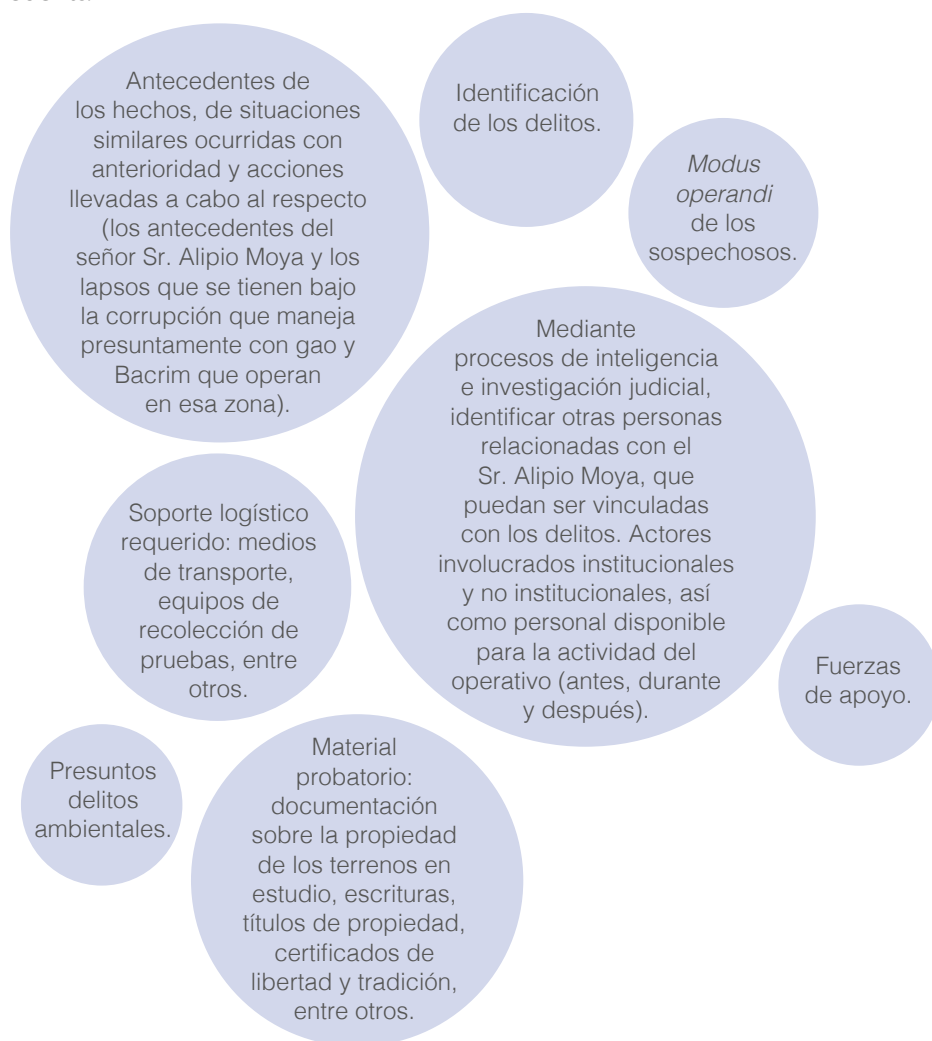 Antecedentes de
los hechos, de situaciones
similares ocurridas con
anterioridad y acciones
llevadas a cabo al respecto
(los antecedentes del
señor Sr. Alipio Moya y los
lapsos que se tienen bajo
la corrupción que maneja
presuntamente con gao y
Bacrim que operan
en esa zona).
Identificación
de los delitos.
Modus
operandi
de los
sospechosos.
Mediante
procesos de inteligencia
e investigación judicial,
identificar otras personas
relacionadas con el
Sr. Alipio Moya, que
puedan ser vinculadas
con los delitos. Actores
involucrados institucionales
y no institucionales, así
como personal disponible
para la actividad del
operativo (antes, durante
y después).
Soporte logístico
requerido: medios
de transporte,
equipos de
recolección de
pruebas, entre
otros.
Fuerzas
de apoyo.
Presuntos
delitos
ambientales.
Material
probatorio:
documentación
sobre la propiedad
de los terrenos en
estudio, escrituras,
títulos de propiedad,
certificados de
libertad y tradición,
entre otros.